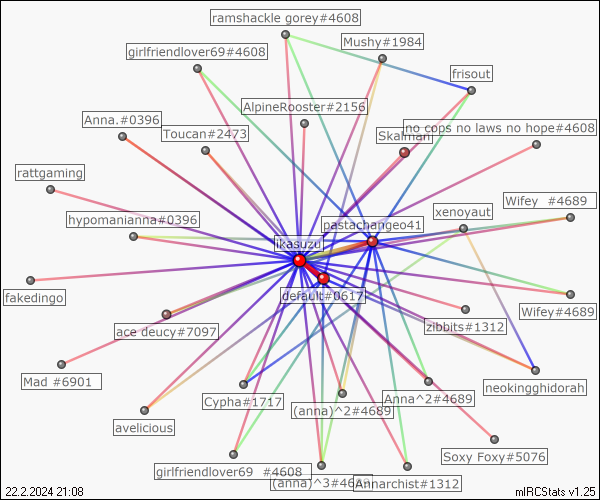 ramshackle gorey#4608
Mushy#1984
girlfriendlover69#4608
frisout
AlpineRooster#2156
Anna.#0396
Toucan#2473
no cops no laws no hope#4608
Skalman
rattgaming
Wifey  #4689
xenoyaut
hypomanianna#0396
pastachangeo41
ikasuzu
fakedingo
default#0617
Wifey#4689
zibbits#1312
ace deucy#7097
Mad #6901
neokingghidorah
Cypha#1717
Anna^2#4689
(anna)^2#4689
avelicious
Soxy Foxy#5076
girlfriendlover69  #4608
(anna)^3#4689
Annarchist#1312
22.2.2024 21:08
mIRCStats v1.25